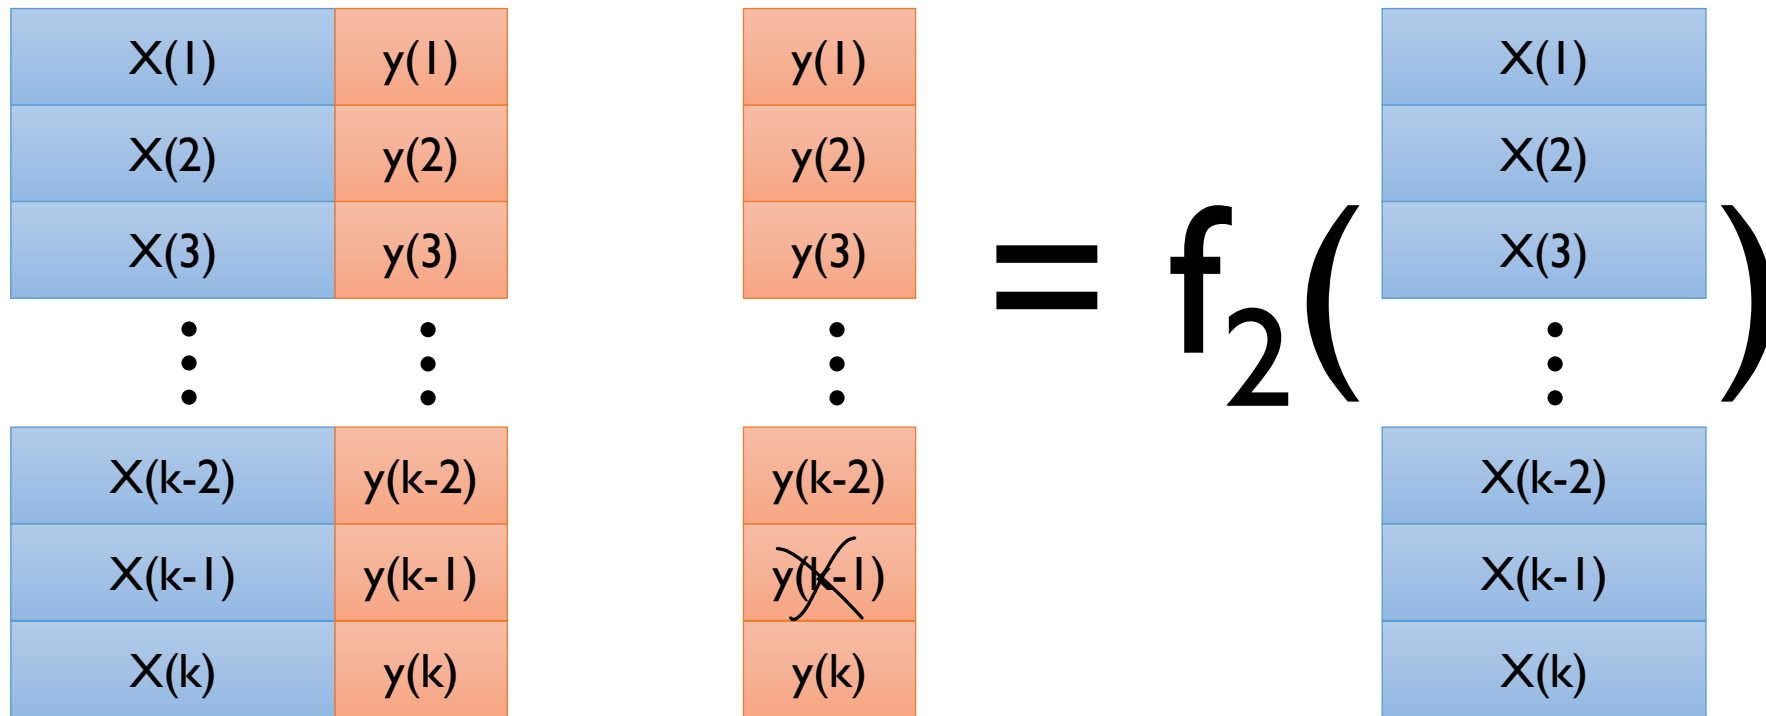 X(1) y(1) y(1) X(1)
X(2) y(2) y(2) X(2)
X(3) y(3) y(3) = f2( X(3) )
X(k-2) y(k-2) y(k-2) X(k-2)
X(k-1) y(k-1) y(k-1) X(k-1)
X(k) y(k) y(k) X(k)